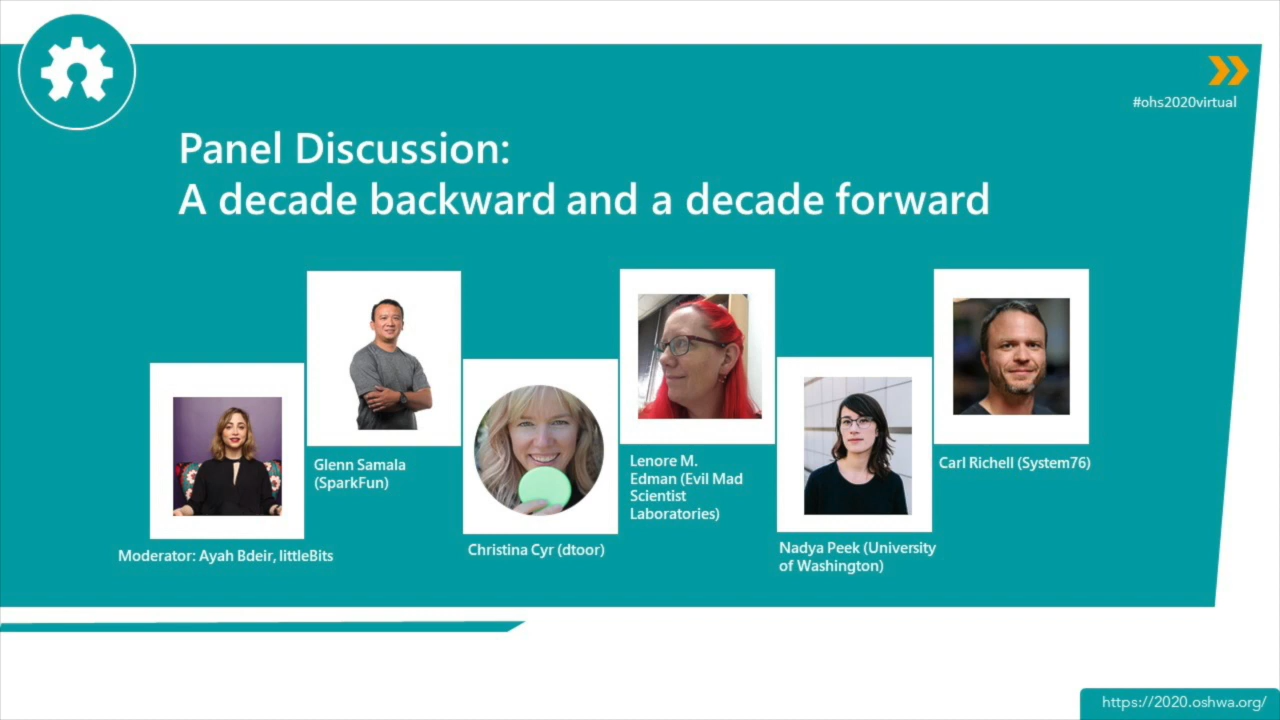 #ohs2020virtual
Panel Discussion:
A decade backward and a decade forward
Moderator: Ayah Bdeir, littleBits
Glenn Samala
(SparkFun)
Christina Cyr (dtoor)
Lenore M.
Edman (Evil Mad
Scientist
Laboratories)
Nadya Peek (University
of Washington)
Carl Richell (System76)
https://2020.oshwa.org/